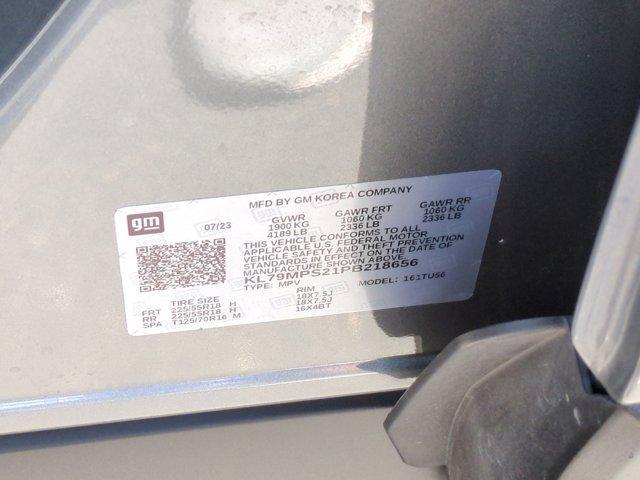 MFD BY GM KOREA COMPANY
gm
07/23
GVWR GAWR FRT GAWR RR
1900 KG 1060 KG 1060 KG
4189 LB 2336 LB 2336 LB
THIS VEHICLE CONFORMS TO ALL
APPLICABLE U.S. FEDERAL MOTOR
VEHICLE SAFETY AND THEFT PREVENTION
STANDARDS IN EFFECT ON THE DATE OF
MANUFACTURE SHOWN ABOVE.
KL79MPS21PB218656
TYPE: MPV MODEL: 161TU56
TIRE SIZE RIM
FRT 225/55R18 H 18X7.5J
RR 225/55R18 H 18X7.5J
SPA T125/70R16 M 16X4BT